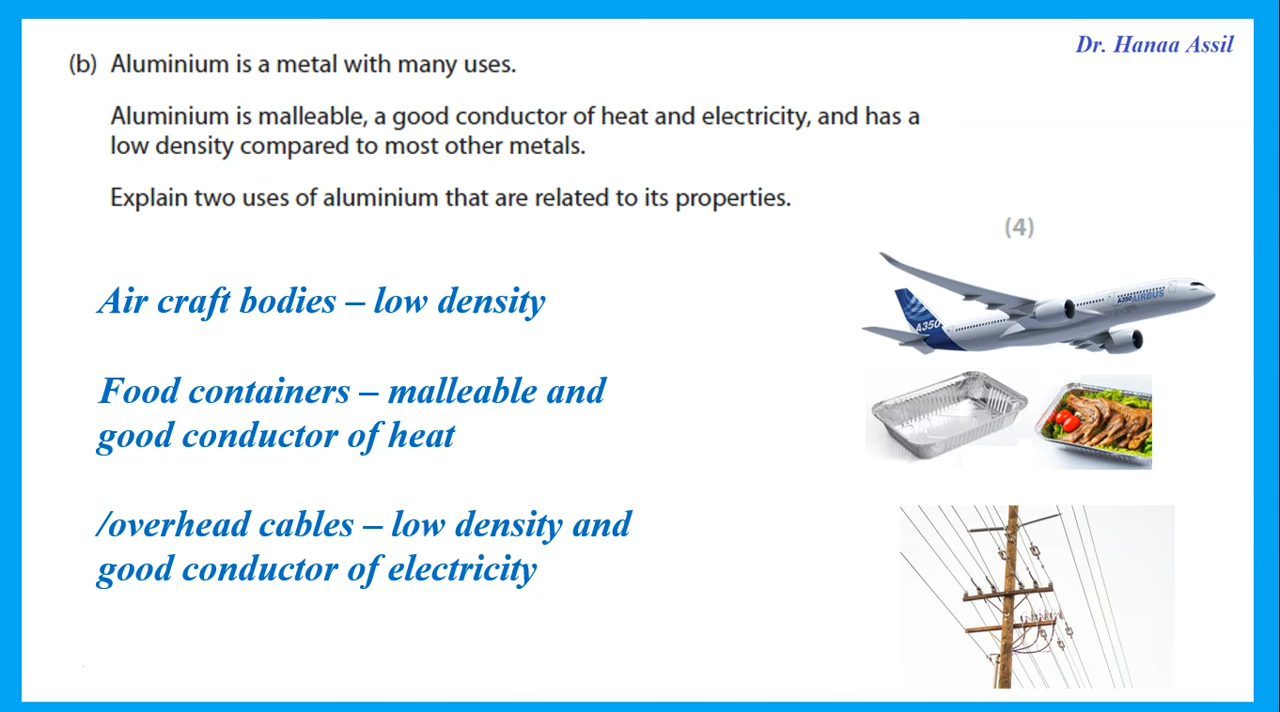 Dr. Hanaa Assil
(b) Aluminium is a metal with many uses.
Aluminium is malleable, a good conductor of heat and electricity, and has a
low density compared to most other metals.
Explain two uses of aluminium that are related to its properties.
(4)
Air craft bodies – low density
A350 AIRBUS
A350
Food containers – malleable and
good conductor of heat
/overhead cables – low density and
good conductor of electricity